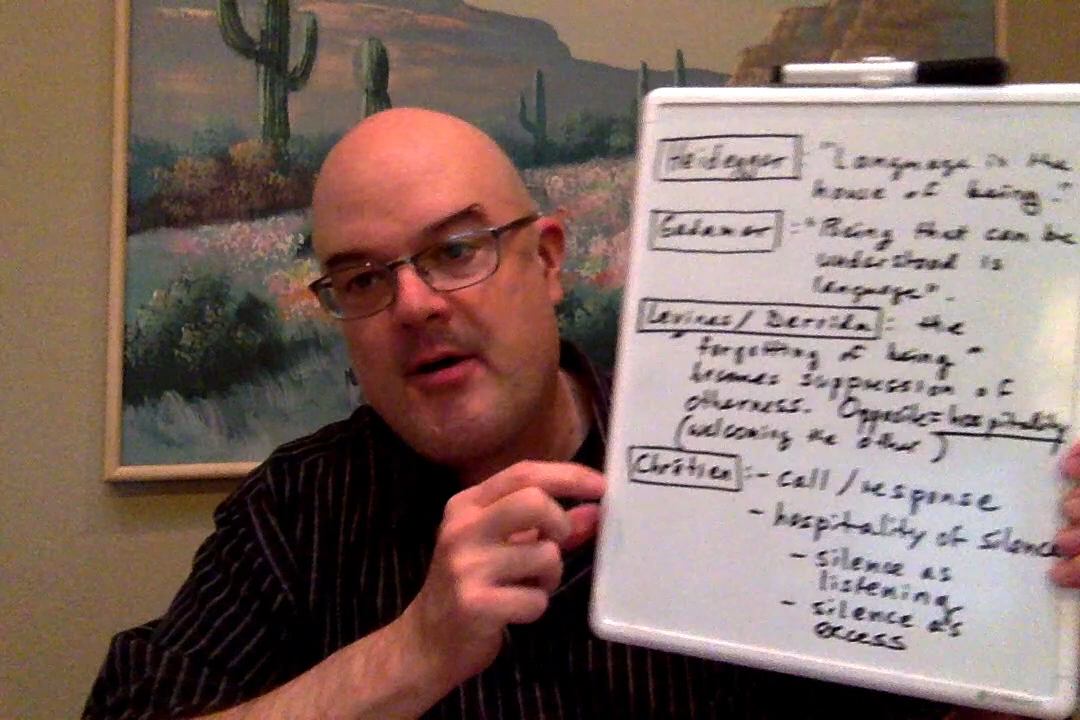 Heidegger: "Language is the
house of being."
Gadamer: "Being that can be
understood is
language".
Levinas/Derrida: the
forgetting of being"
becomes suppression of
otherness. Opposite=hospitality
(welcoming the other)
Chrétien:- call/response
- hospitality of silence
- silence as
listening
- silence as
excess